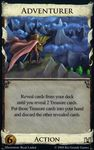 ADVENTURER
Reveal cards from your deck
until you reveal 2 Treasure cards.
Put those Treasure cards into your
hand and discard the other
revealed cards.
6
ACTION